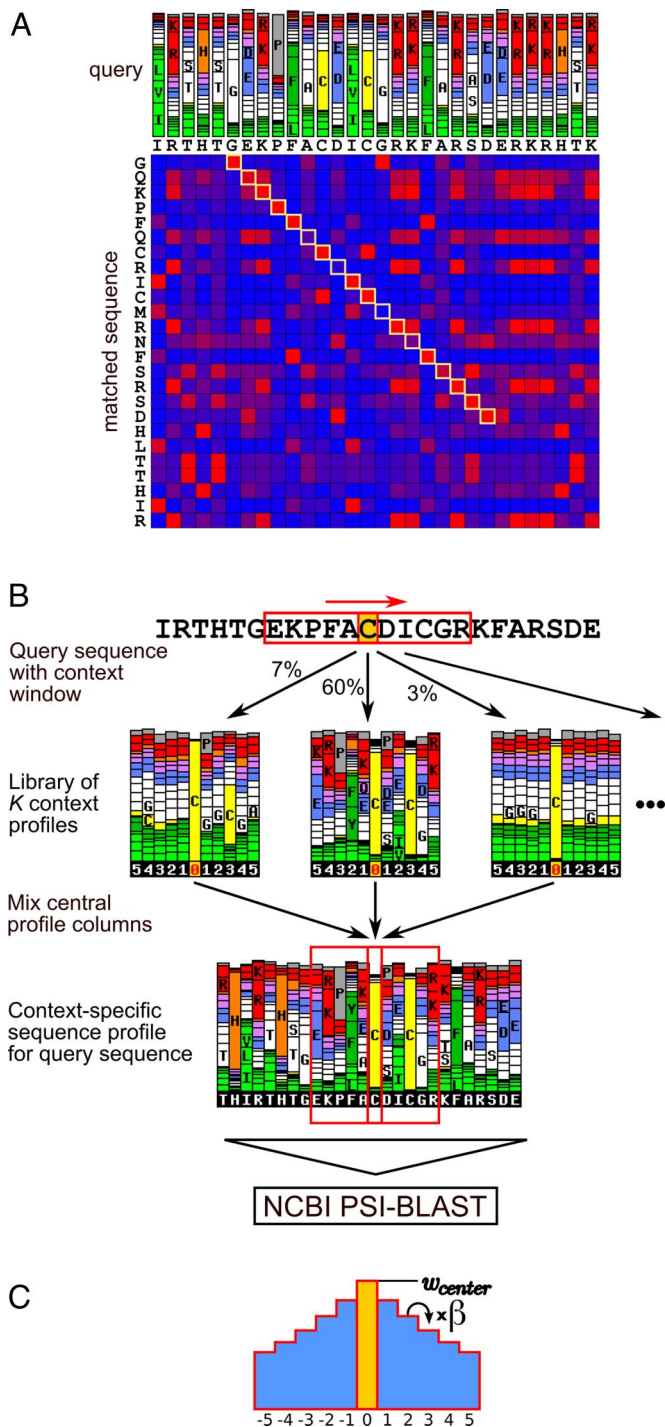 A
query
L V I
K R
S T
H
S T
G
E D
R K
P
F L
A
C
E D
L V I
C
G
R K
R K
F L
A
K R
A S
D
E D
R K
K R
R K
H
S T
R K
IRTHTGEKPFACDICGRKFARSDERKRHTK
matched sequence
G
Q
K
P
F
Q
C
R
I
C
M
R
N
F
S
R
S
D
H
L
T
T
H
I
R
B
IRTHTGEKPFACDICGRKFARSDE
Query sequence
with context
window
7%
60%
3%
Library of
K context
profiles
54321012345
54321012345
54321012345
•••
Mix central
profile columns
Context-specific
sequence profile
for query sequence
THIRTHTGEKPFACDICGRKFARSDE
NCBI PSI-BLAST
C
w_center
×β
-5 -4 -3 -2 -1 0 1 2 3 4 5